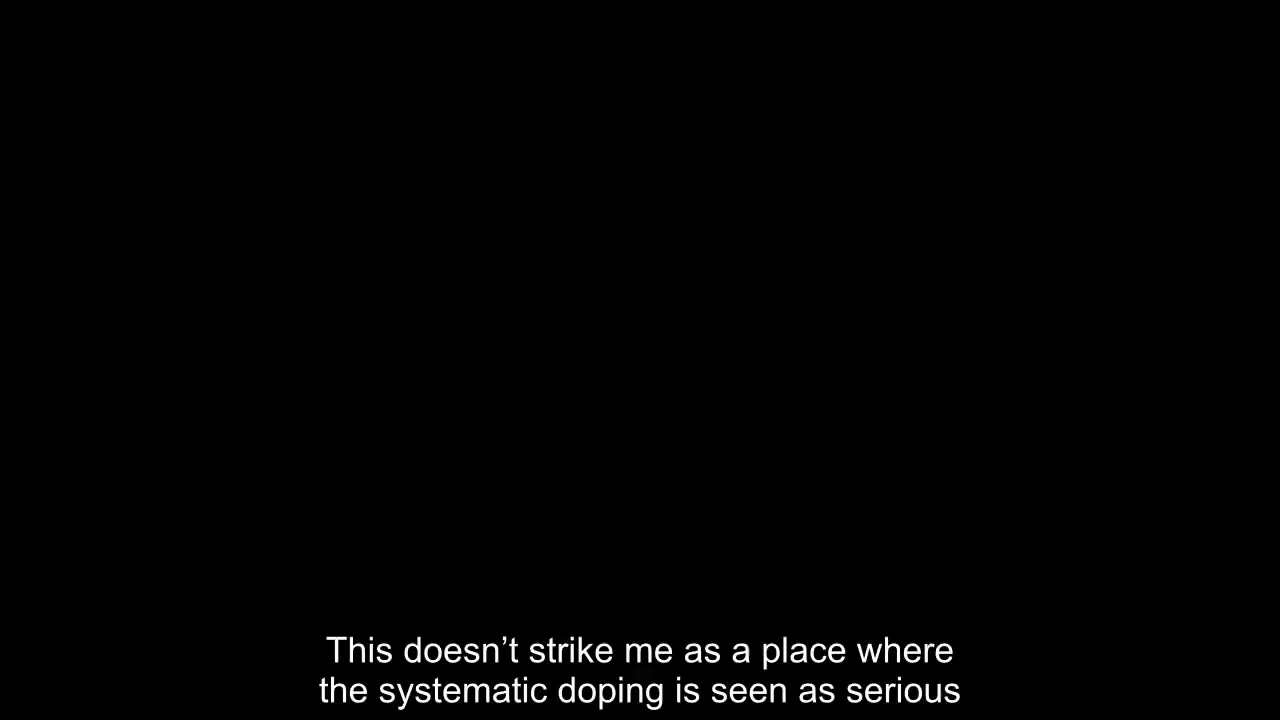 This doesn’t strike me as a place where
the systematic doping is seen as serious